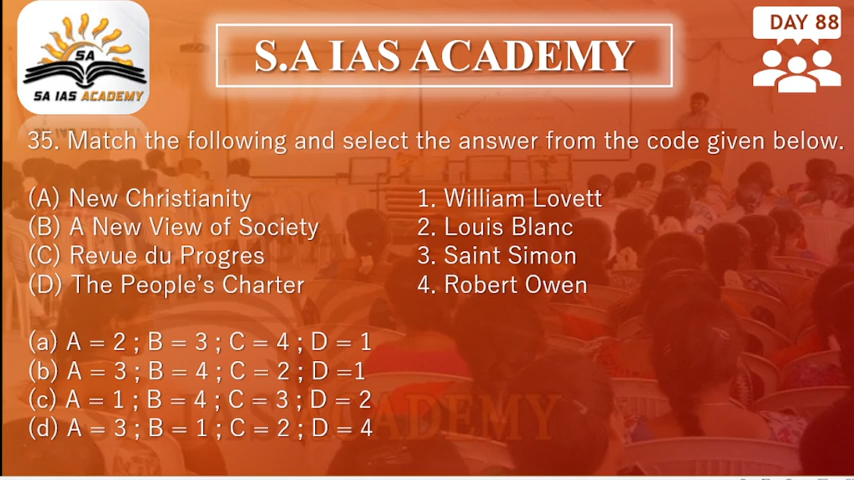 SA
SA IAS ACADEMY
S.A IAS ACADEMY
DAY 88
35. Match the following and select the answer from the code given below.
(A) New Christianity 1. William Lovett
(B) A New View of Society 2. Louis Blanc
(C) Revue du Progres 3. Saint Simon
(D) The People's Charter 4. Robert Owen
(a) A = 2 ; B = 3 ; C = 4 ; D = 1
(b) A = 3 ; B = 4 ; C = 2 ; D =1
(c) A = 1 ; B = 4 ; C = 3 ; D = 2
(d) A = 3 ; B = 1 ; C = 2 ; D = 4